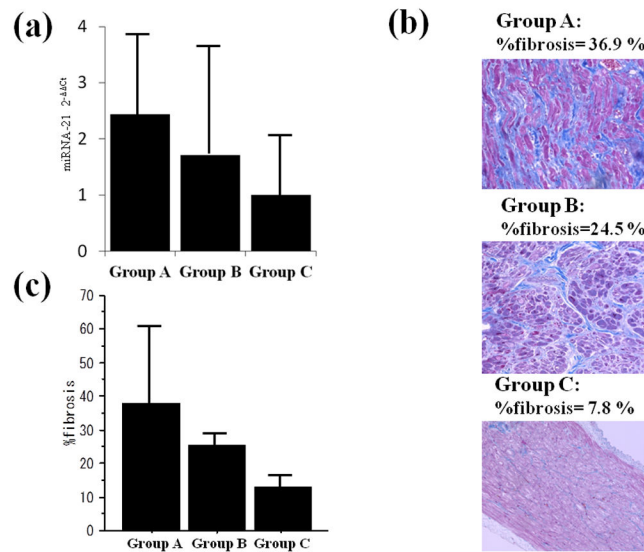 (a)
4
3
2
1
0
miRNA-21 2-ΔΔCt
Group A Group B Group C
(b)
Group A:
%fibrosis= 36.9 %
Group B:
%fibrosis=24.5 %
Group C:
%fibrosis= 7.8 %
(c)
70
60
50
40
30
20
10
0
%fibrosis
Group A Group B Group C